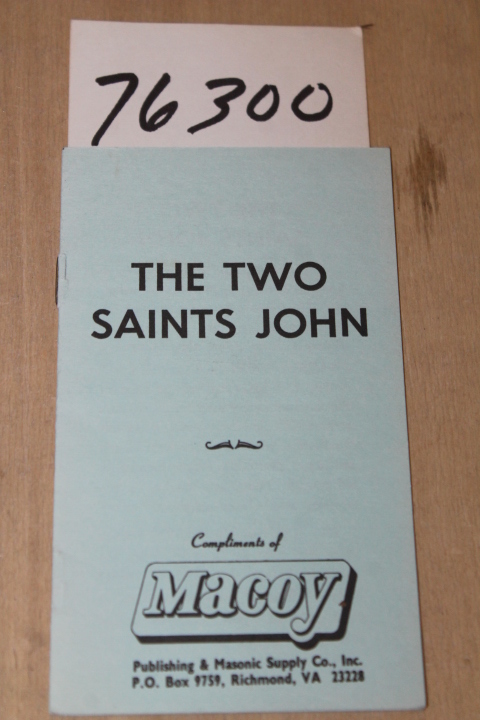 76300
THE TWO
SAINTS JOHN
Compliments of
Macoy
Publishing & Masonic Supply Co., Inc.
P.O. Box 9759, Richmond, VA 23228